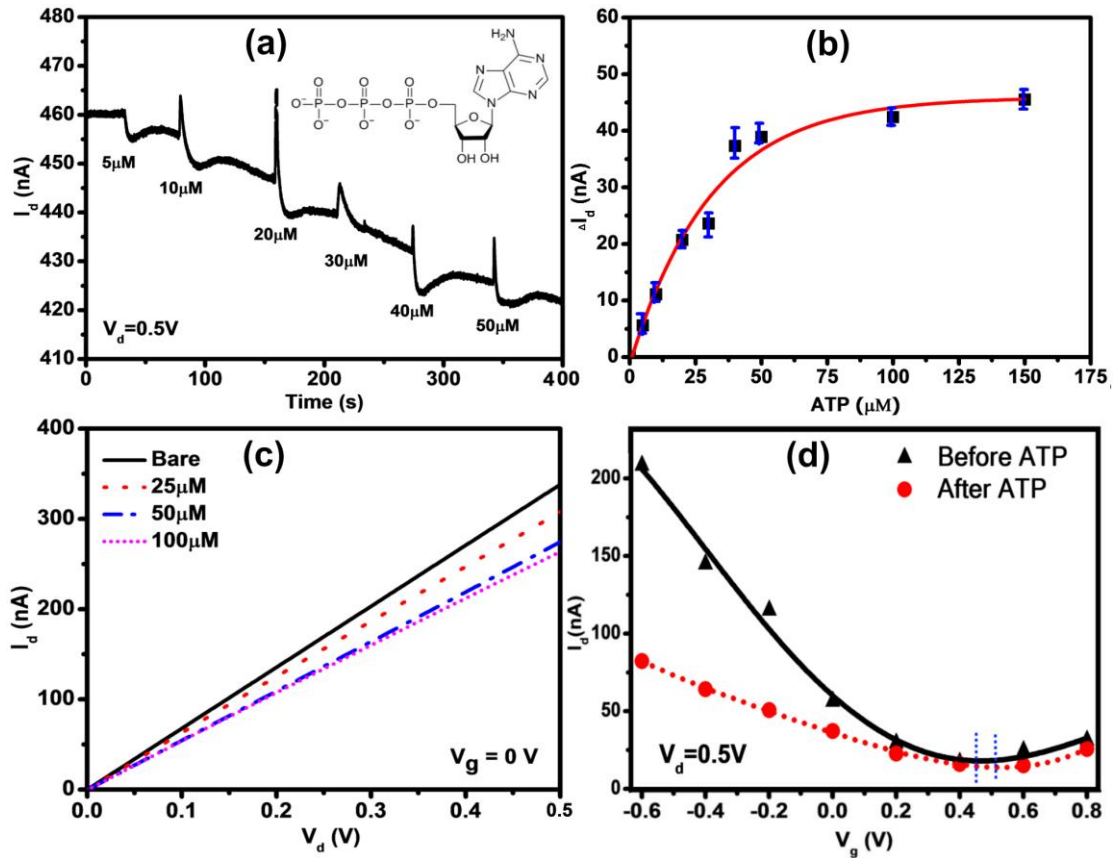 (a)
480
470
460
450
440
430
420
410
I_d (nA)
0
100
200
300
400
Time (s)
5μM
10μM
20μM
30μM
40μM
50μM
V_d=0.5V
NH₂
N
N
N
N
O
O
O
O⁻
P
O
P
O
P
O
O
O⁻
O⁻
O⁻
OH
OH
(b)
60
50
40
30
20
10
0
ΔI_d (nA)
0
25
50
75
100
125
150
175
ATP (μM)
(c)
400
300
200
100
0
I_d (nA)
Bare
25μM
50μM
100μM
V_g = 0 V
0.0
0.1
0.2
0.3
0.4
0.5
V_d (V)
(d)
Before ATP
After ATP
200
150
100
50
0
I_d(nA)
V_d=0.5V
-0.6
-0.4
-0.2
0.0
0.2
0.4
0.6
0.8
V_g (V)